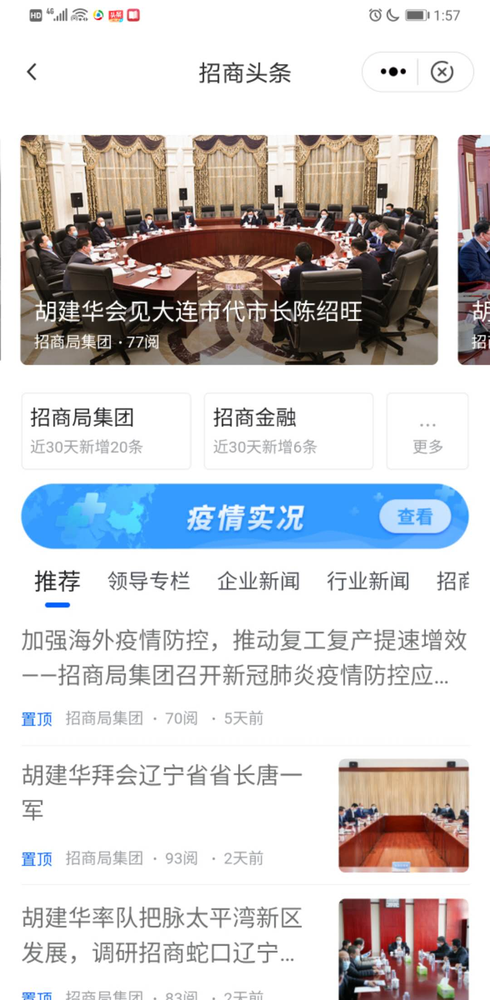 HD 4G 头条 1:57
招商头条
胡建华会见大连市代市长陈绍旺
招商局集团 · 77阅
胡
招商
招商局集团
近30天新增20条
招商金融
近30天新增6条
...
更多
疫情实况
查看
推荐 领导专栏 企业新闻 行业新闻 招商
加强海外疫情防控，推动复工复产提速增效
——招商局集团召开新冠肺炎疫情防控应...
置顶 招商局集团 · 70阅 · 5天前
胡建华拜会辽宁省省长唐一
军
置顶 招商局集团 · 93阅 · 2天前
胡建华率队把脉太平湾新区
发展，调研招商蛇口辽宁...
置顶 招商局集团 · 83阅 · 2天前